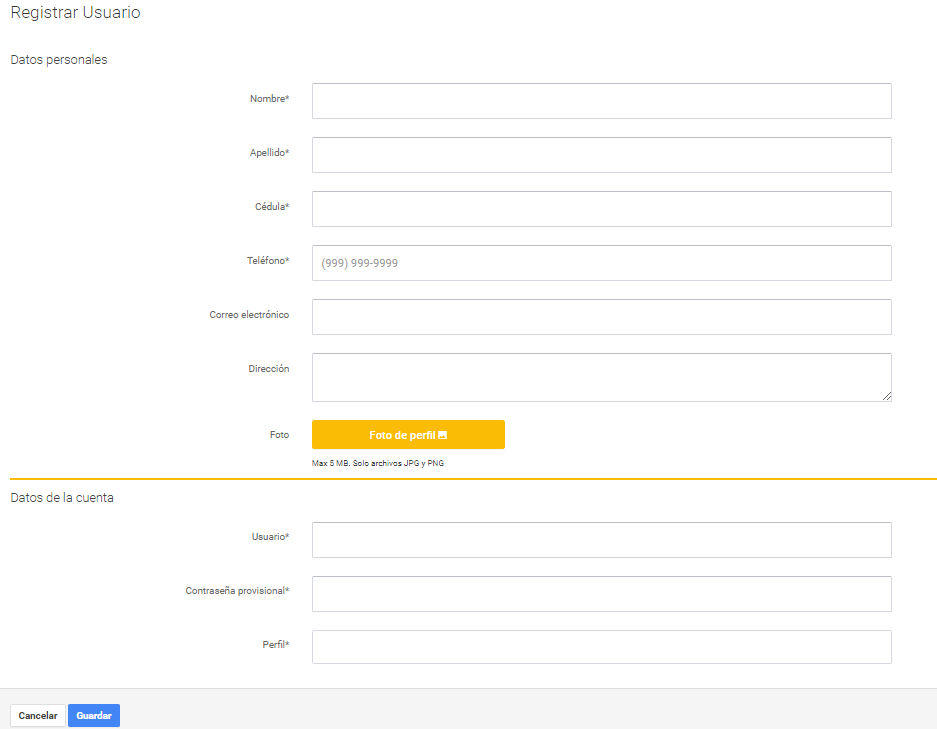 Registrar Usuario
Datos personales
Nombre*
Apellido*
Cédula*
Teléfono* (999) 999-9999
Correo electrónico
Dirección
Foto Foto de perfil
Max 5 MB. Solo archivos JPG y PNG
Datos de la cuenta
Usuario*
Contraseña provisional*
Perfil*
Cancelar Guardar